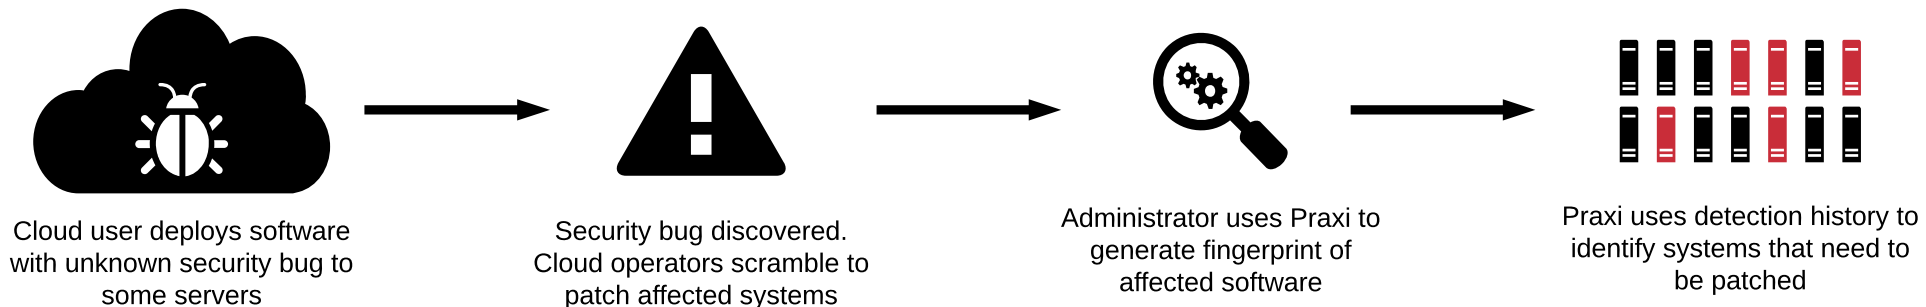 Cloud user deploys software
with unknown security bug to
some servers
Security bug discovered.
Cloud operators scramble to
patch affected systems
Administrator uses Praxi to
generate fingerprint of
affected software
Praxi uses detection history to
identify systems that need to
be patched